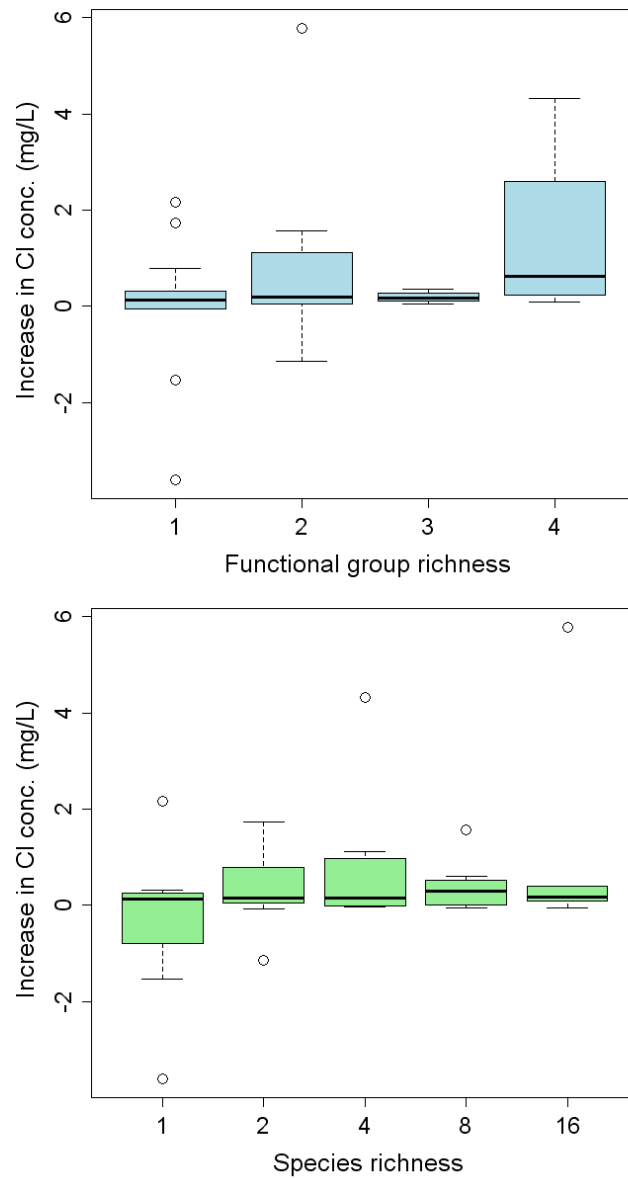 6
4
2
0
-2
Increase in Cl conc. (mg/L)
1 2 3 4
Functional group richness
6
4
2
0
-2
Increase in Cl conc. (mg/L)
1 2 4 8 16
Species richness